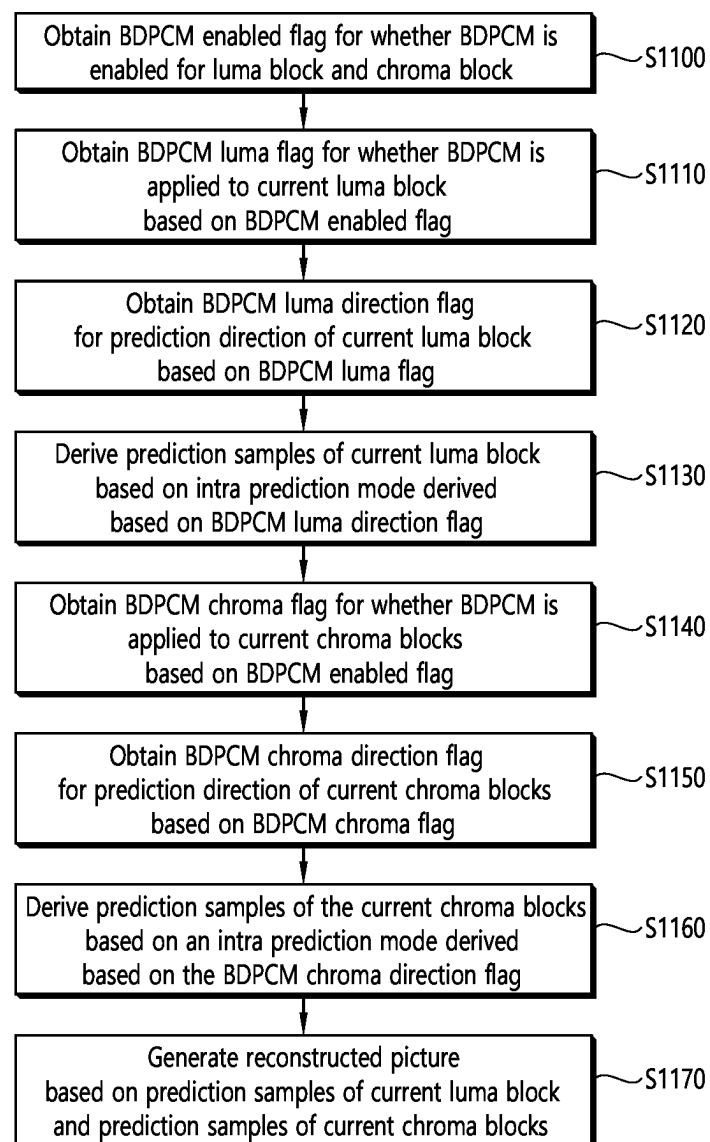 Obtain BDPCM enabled flag for whether BDPCM is
enabled for luma block and chroma block
S1100
Obtain BDPCM luma flag for whether BDPCM is
applied to current luma block
based on BDPCM enabled flag
S1110
Obtain BDPCM luma direction flag
for prediction direction of current luma block
based on BDPCM luma flag
S1120
Derive prediction samples of current luma block
based on intra prediction mode derived
based on BDPCM luma direction flag
S1130
Obtain BDPCM chroma flag for whether BDPCM is
applied to current chroma blocks
based on BDPCM enabled flag
S1140
Obtain BDPCM chroma direction flag
for prediction direction of current chroma blocks
based on BDPCM chroma flag
S1150
Derive prediction samples of the current chroma blocks
based on an intra prediction mode derived
based on the BDPCM chroma direction flag
S1160
Generate reconstructed picture
based on prediction samples of current luma block
and prediction samples of current chroma blocks
S1170